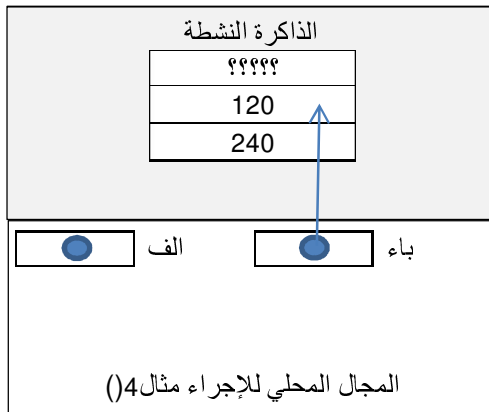 الذاكرة النشطة
؟؟؟؟؟
120
240
باء الف
المجال المحلي للإجراء مثال4()